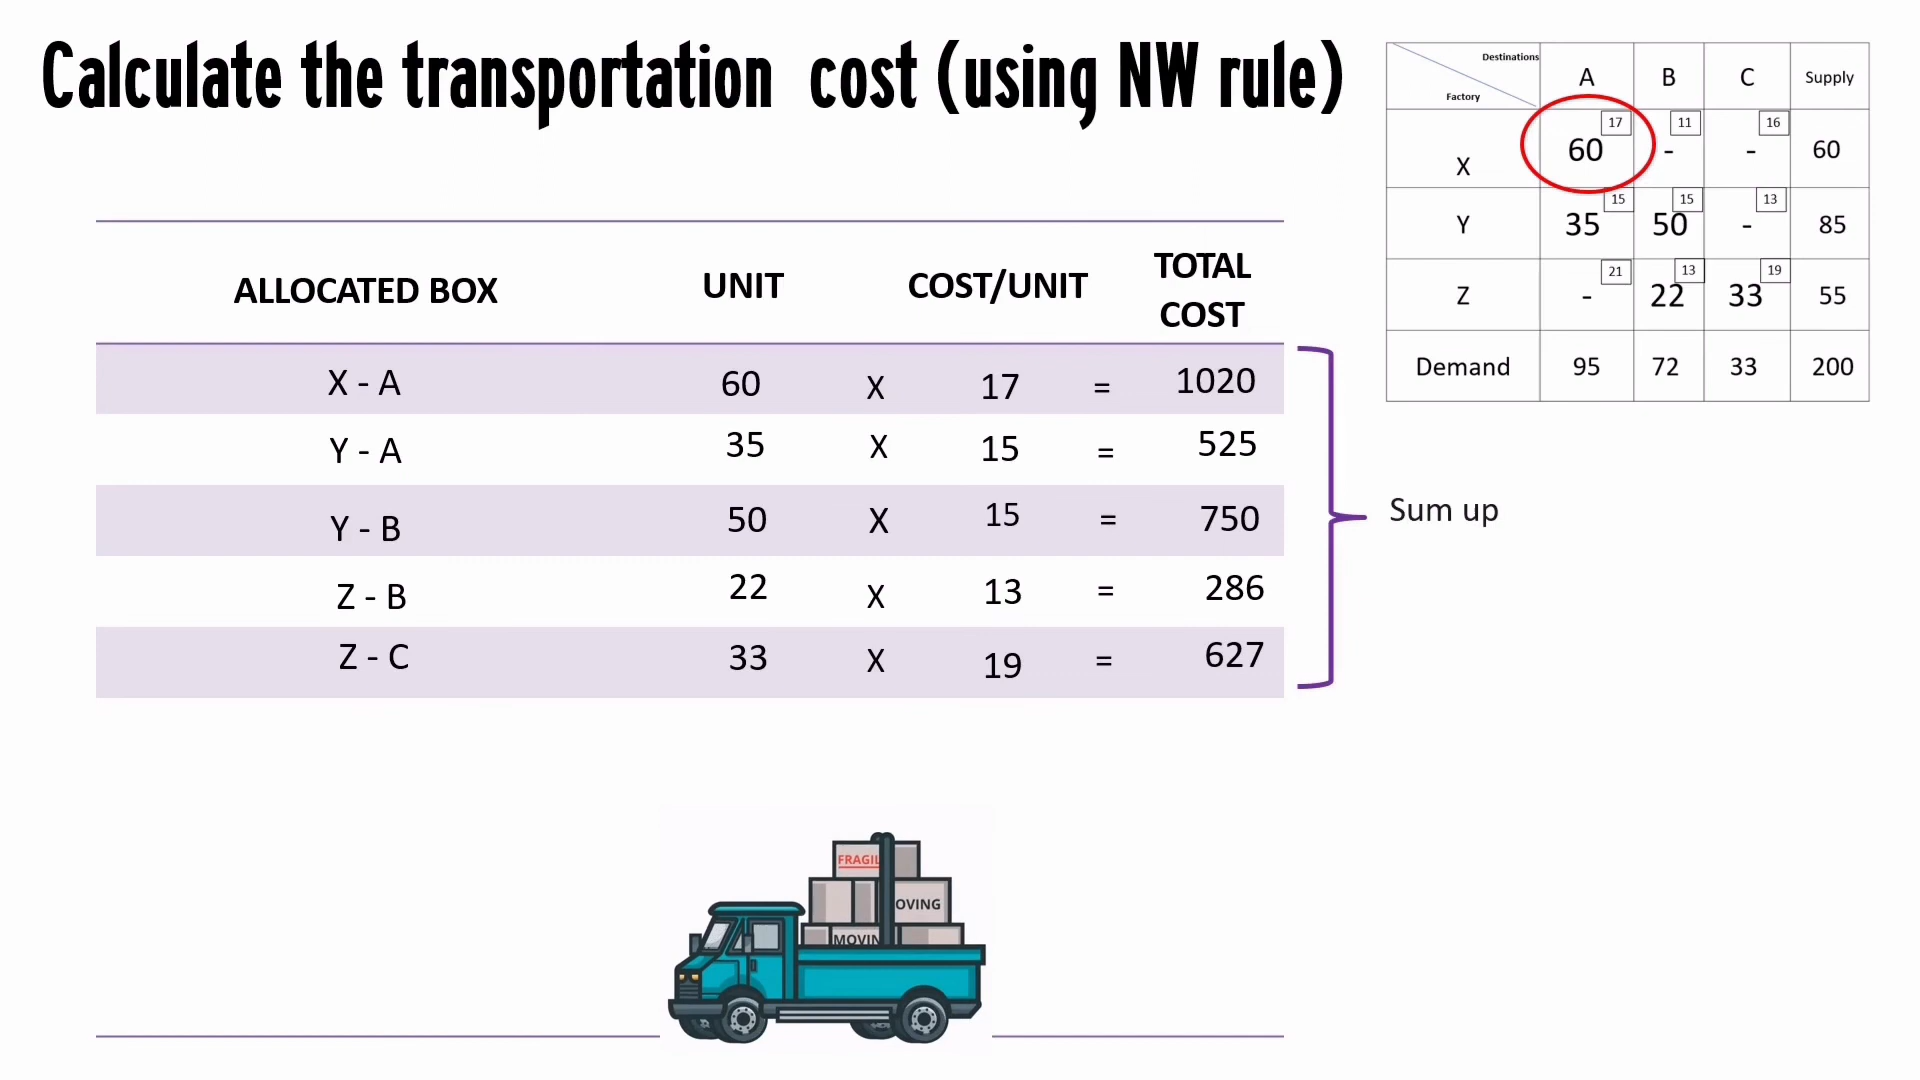 Calculate the transportation cost (using NW rule)
Destinations
Factory
A B C Supply
17 11 16
X 60 - - 60
15 15 13
Y 35 50 - 85
21 13 19
Z - 22 33 55
Demand 95 72 33 200
ALLOCATED BOX UNIT COST/UNIT TOTAL
COST
X - A 60 X 17 = 1020
Y - A 35 X 15 = 525
Y - B 50 X 15 = 750
Z - B 22 X 13 = 286
Z - C 33 X 19 = 627
Sum up
FRAGIL
OVING
MOVIN